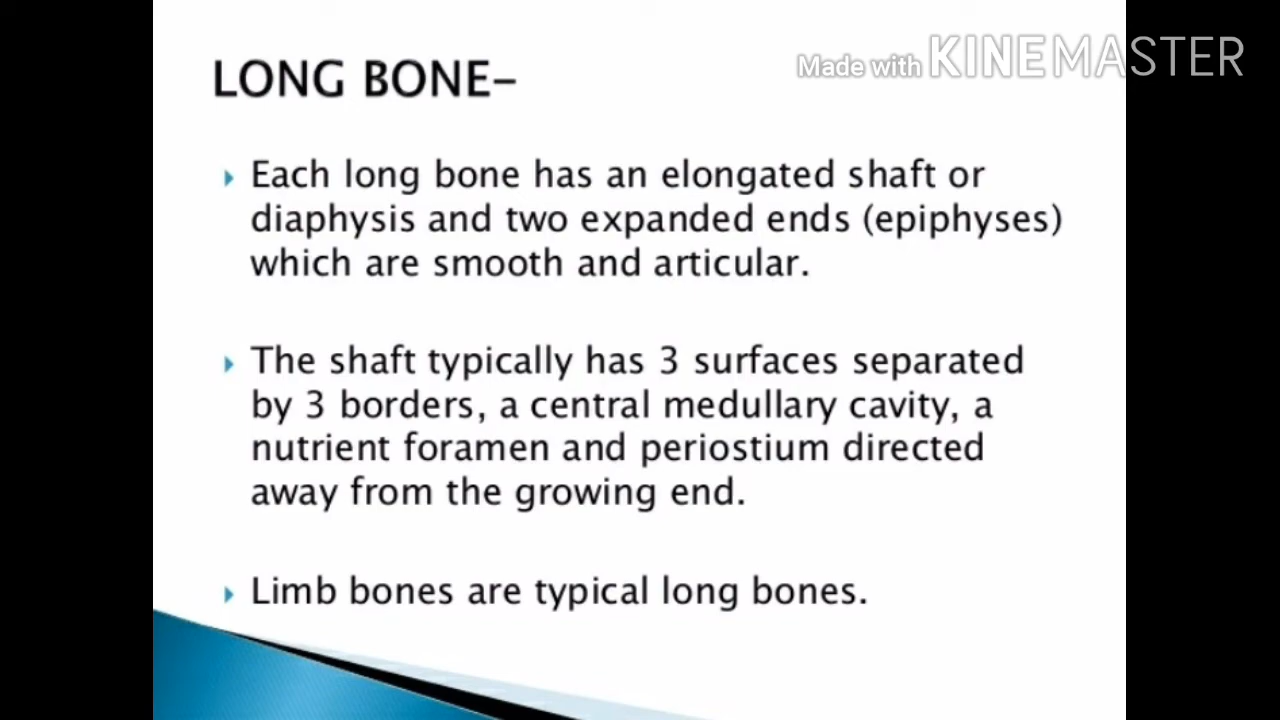 Made with KINEMASTER
LONG BONE-
Each long bone has an elongated shaft or
diaphysis and two expanded ends (epiphyses)
which are smooth and articular.
The shaft typically has 3 surfaces separated
by 3 borders, a central medullary cavity, a
nutrient foramen and periostium directed
away from the growing end.
Limb bones are typical long bones.